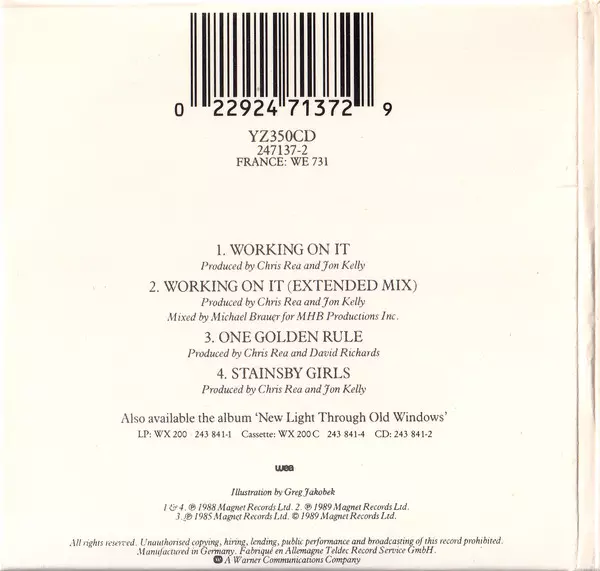 0 22924 71372 9
YZ350CD
247137-2
FRANCE: WE 731
1. WORKING ON IT
Produced by Chris Rea and Jon Kelly
2. WORKING ON IT (EXTENDED MIX)
Produced by Chris Rea and Jon Kelly
Mixed by Michael Brauer for MHB Productions Inc.
3. ONE GOLDEN RULE
Produced by Chris Rea and David Richards
4. STAINSBY GIRLS
Produced by Chris Rea and Jon Kelly
Also available the album ‘New Light Through Old Windows’
LP: WX 200 243 841-1 Cassette: WX 200 C 243 841-4 CD: 243 841-2
wea
Illustration by Greg Jakobek
1 & 4. ℗ 1988 Magnet Records Ltd. 2. ℗ 1989 Magnet Records Ltd.
3. ℗ 1985 Magnet Records Ltd. © 1989 Magnet Records Ltd.
All rights reserved. Unauthorised copying, hiring, lending, public performance and broadcasting of this record prohibited.
Manufactured in Germany. Fabriqué en Allemagne Teldec Record Service GmbH.
A Warner Communications Company